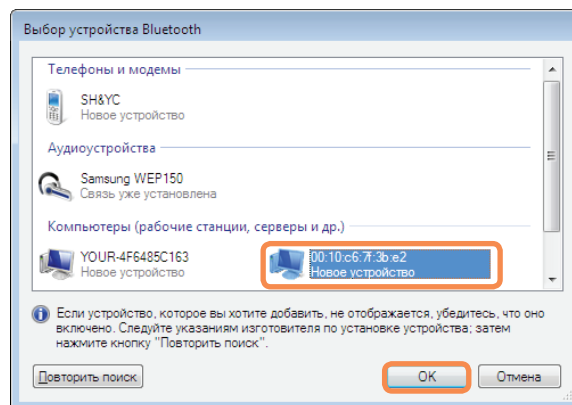 Выбор устройства Bluetooth
Телефоны и модемы
SH&YC
Новое устройство
Аудиоустройства
Samsung WEP150
Связь уже установлена
Компьютеры (рабочие станции, серверы и др.)
YOUR-4F6485C163
Новое устройство
00:10:c6:7f:3b:e2
Новое устройство
Если устройство, которое вы хотите добавить, не отображается, убедитесь, что оно
включено. Следуйте указаниям изготовителя по установке устройства; затем
нажмите кнопку "Повторить поиск".
Повторить поиск
OK
Отмена